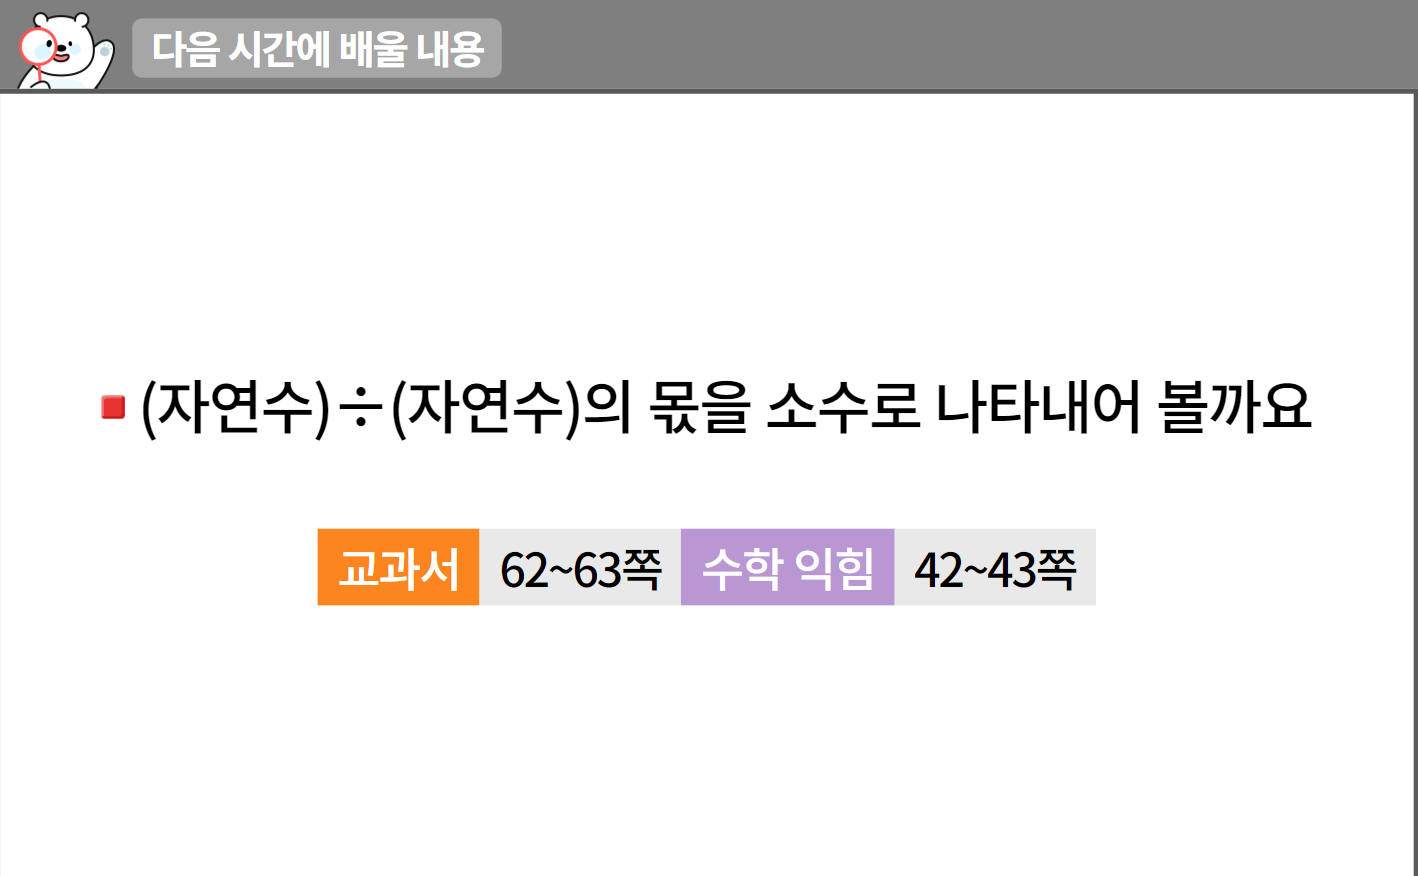 다음 시간에 배울 내용
(자연수)÷(자연수)의 몫을 소수로 나타내어 볼까요
교과서 62~63쪽 수학 익힘 42~43쪽